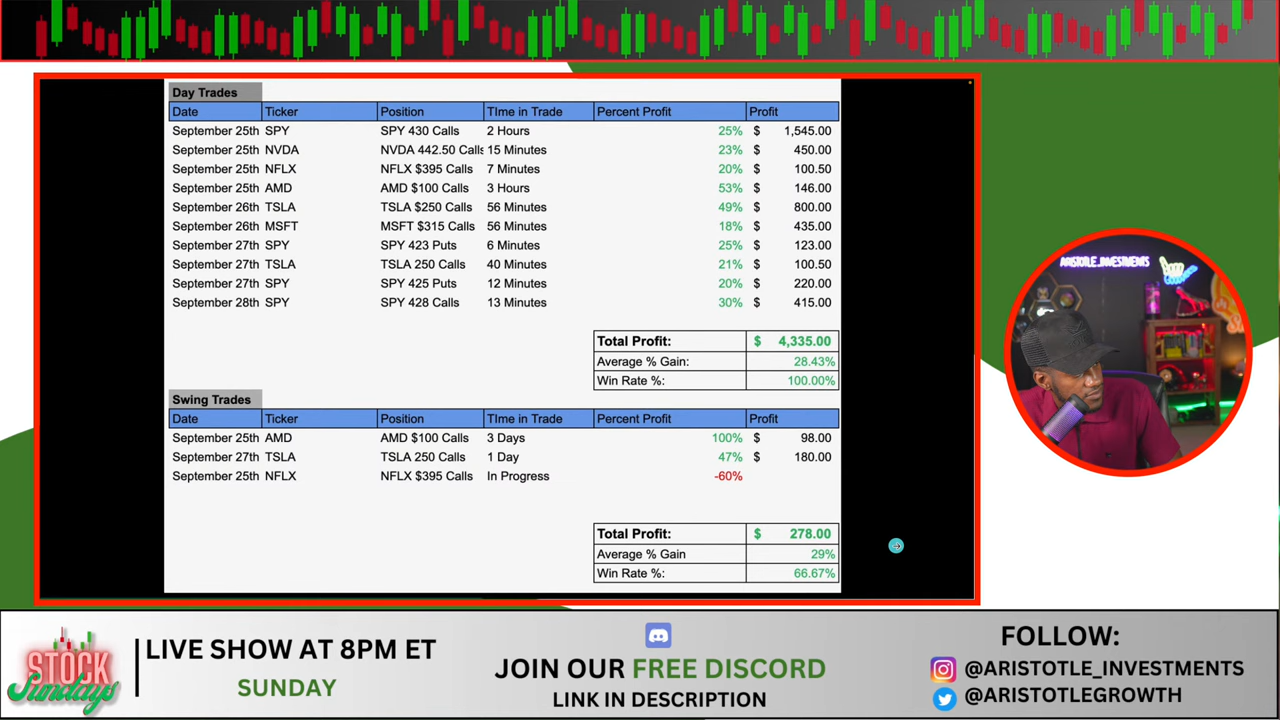 Day Trades
Date Ticker Position TIme in Trade Percent Profit Profit
September 25th SPY SPY 430 Calls 2 Hours 25% $ 1,545.00
September 25th NVDA NVDA 442.50 Calls 15 Minutes 23% $ 450.00
September 25th NFLX NFLX $395 Calls 7 Minutes 20% $ 100.50
September 25th AMD AMD $100 Calls 3 Hours 53% $ 146.00
September 26th TSLA TSLA $250 Calls 56 Minutes 49% $ 800.00
September 26th MSFT MSFT $315 Calls 56 Minutes 18% $ 435.00
September 27th SPY SPY 423 Puts 6 Minutes 25% $ 123.00
September 27th TSLA TSLA 250 Calls 40 Minutes 21% $ 100.50
September 27th SPY SPY 425 Puts 12 Minutes 20% $ 220.00
September 28th SPY SPY 428 Calls 13 Minutes 30% $ 415.00
Total Profit: $ 4,335.00
Average % Gain: 28.43%
Win Rate %: 100.00%
Swing Trades
Date Ticker Position TIme in Trade Percent Profit Profit
September 25th AMD AMD $100 Calls 3 Days 100% $ 98.00
September 27th TSLA TSLA 250 Calls 1 Day 47% $ 180.00
September 25th NFLX NFLX $395 Calls In Progress -60%
Total Profit: $ 278.00
Average % Gain 29%
Win Rate %: 66.67%
ARISTOTLE_INVESTMENTS
STOCK
Sundays
LIVE SHOW AT 8PM ET
SUNDAY
JOIN OUR FREE DISCORD
LINK IN DESCRIPTION
FOLLOW:
@ARISTOTLE_INVESTMENTS
@ARISTOTLEGROWTH